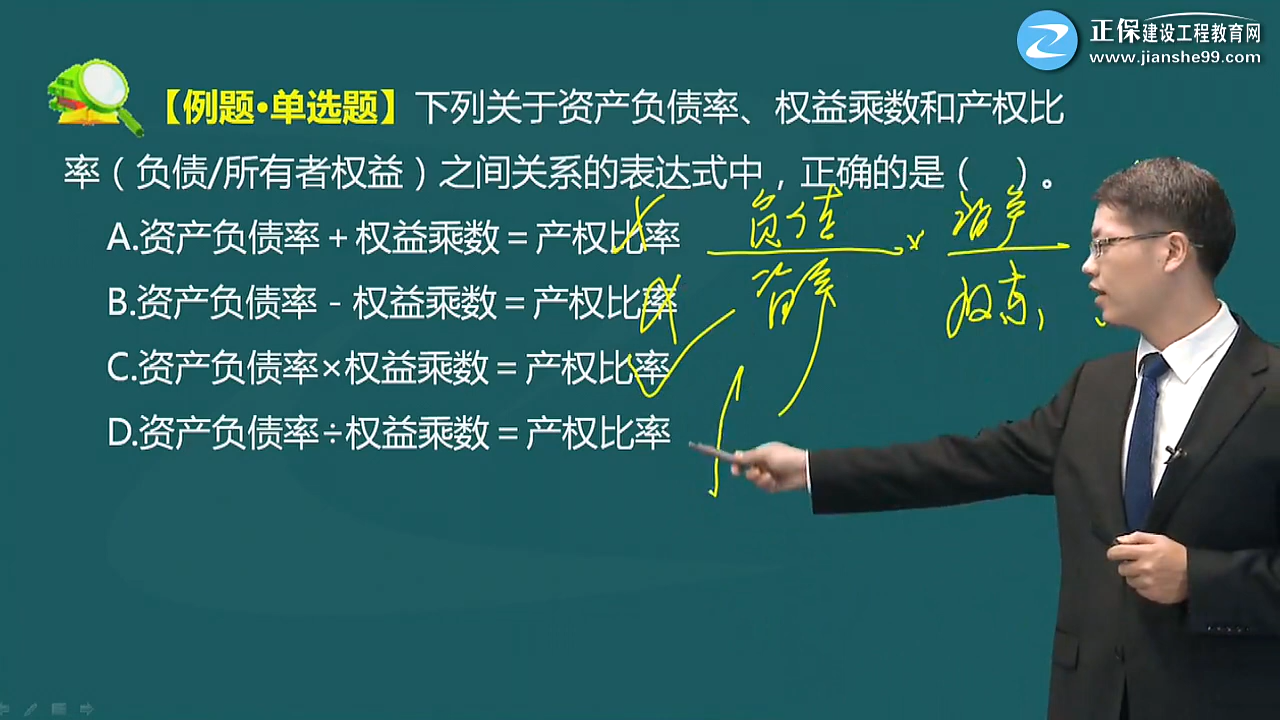 正保建设工程教育网
www.jianshe99.com
【例题•单选题】下列关于资产负债率、权益乘数和产权比
率（负债/所有者权益）之间关系的表达式中，正确的是（　）。
A.资产负债率＋权益乘数＝产权比率
B.资产负债率－权益乘数＝产权比率
C.资产负债率×权益乘数＝产权比率
D.资产负债率÷权益乘数＝产权比率
负债 × 资产
资产